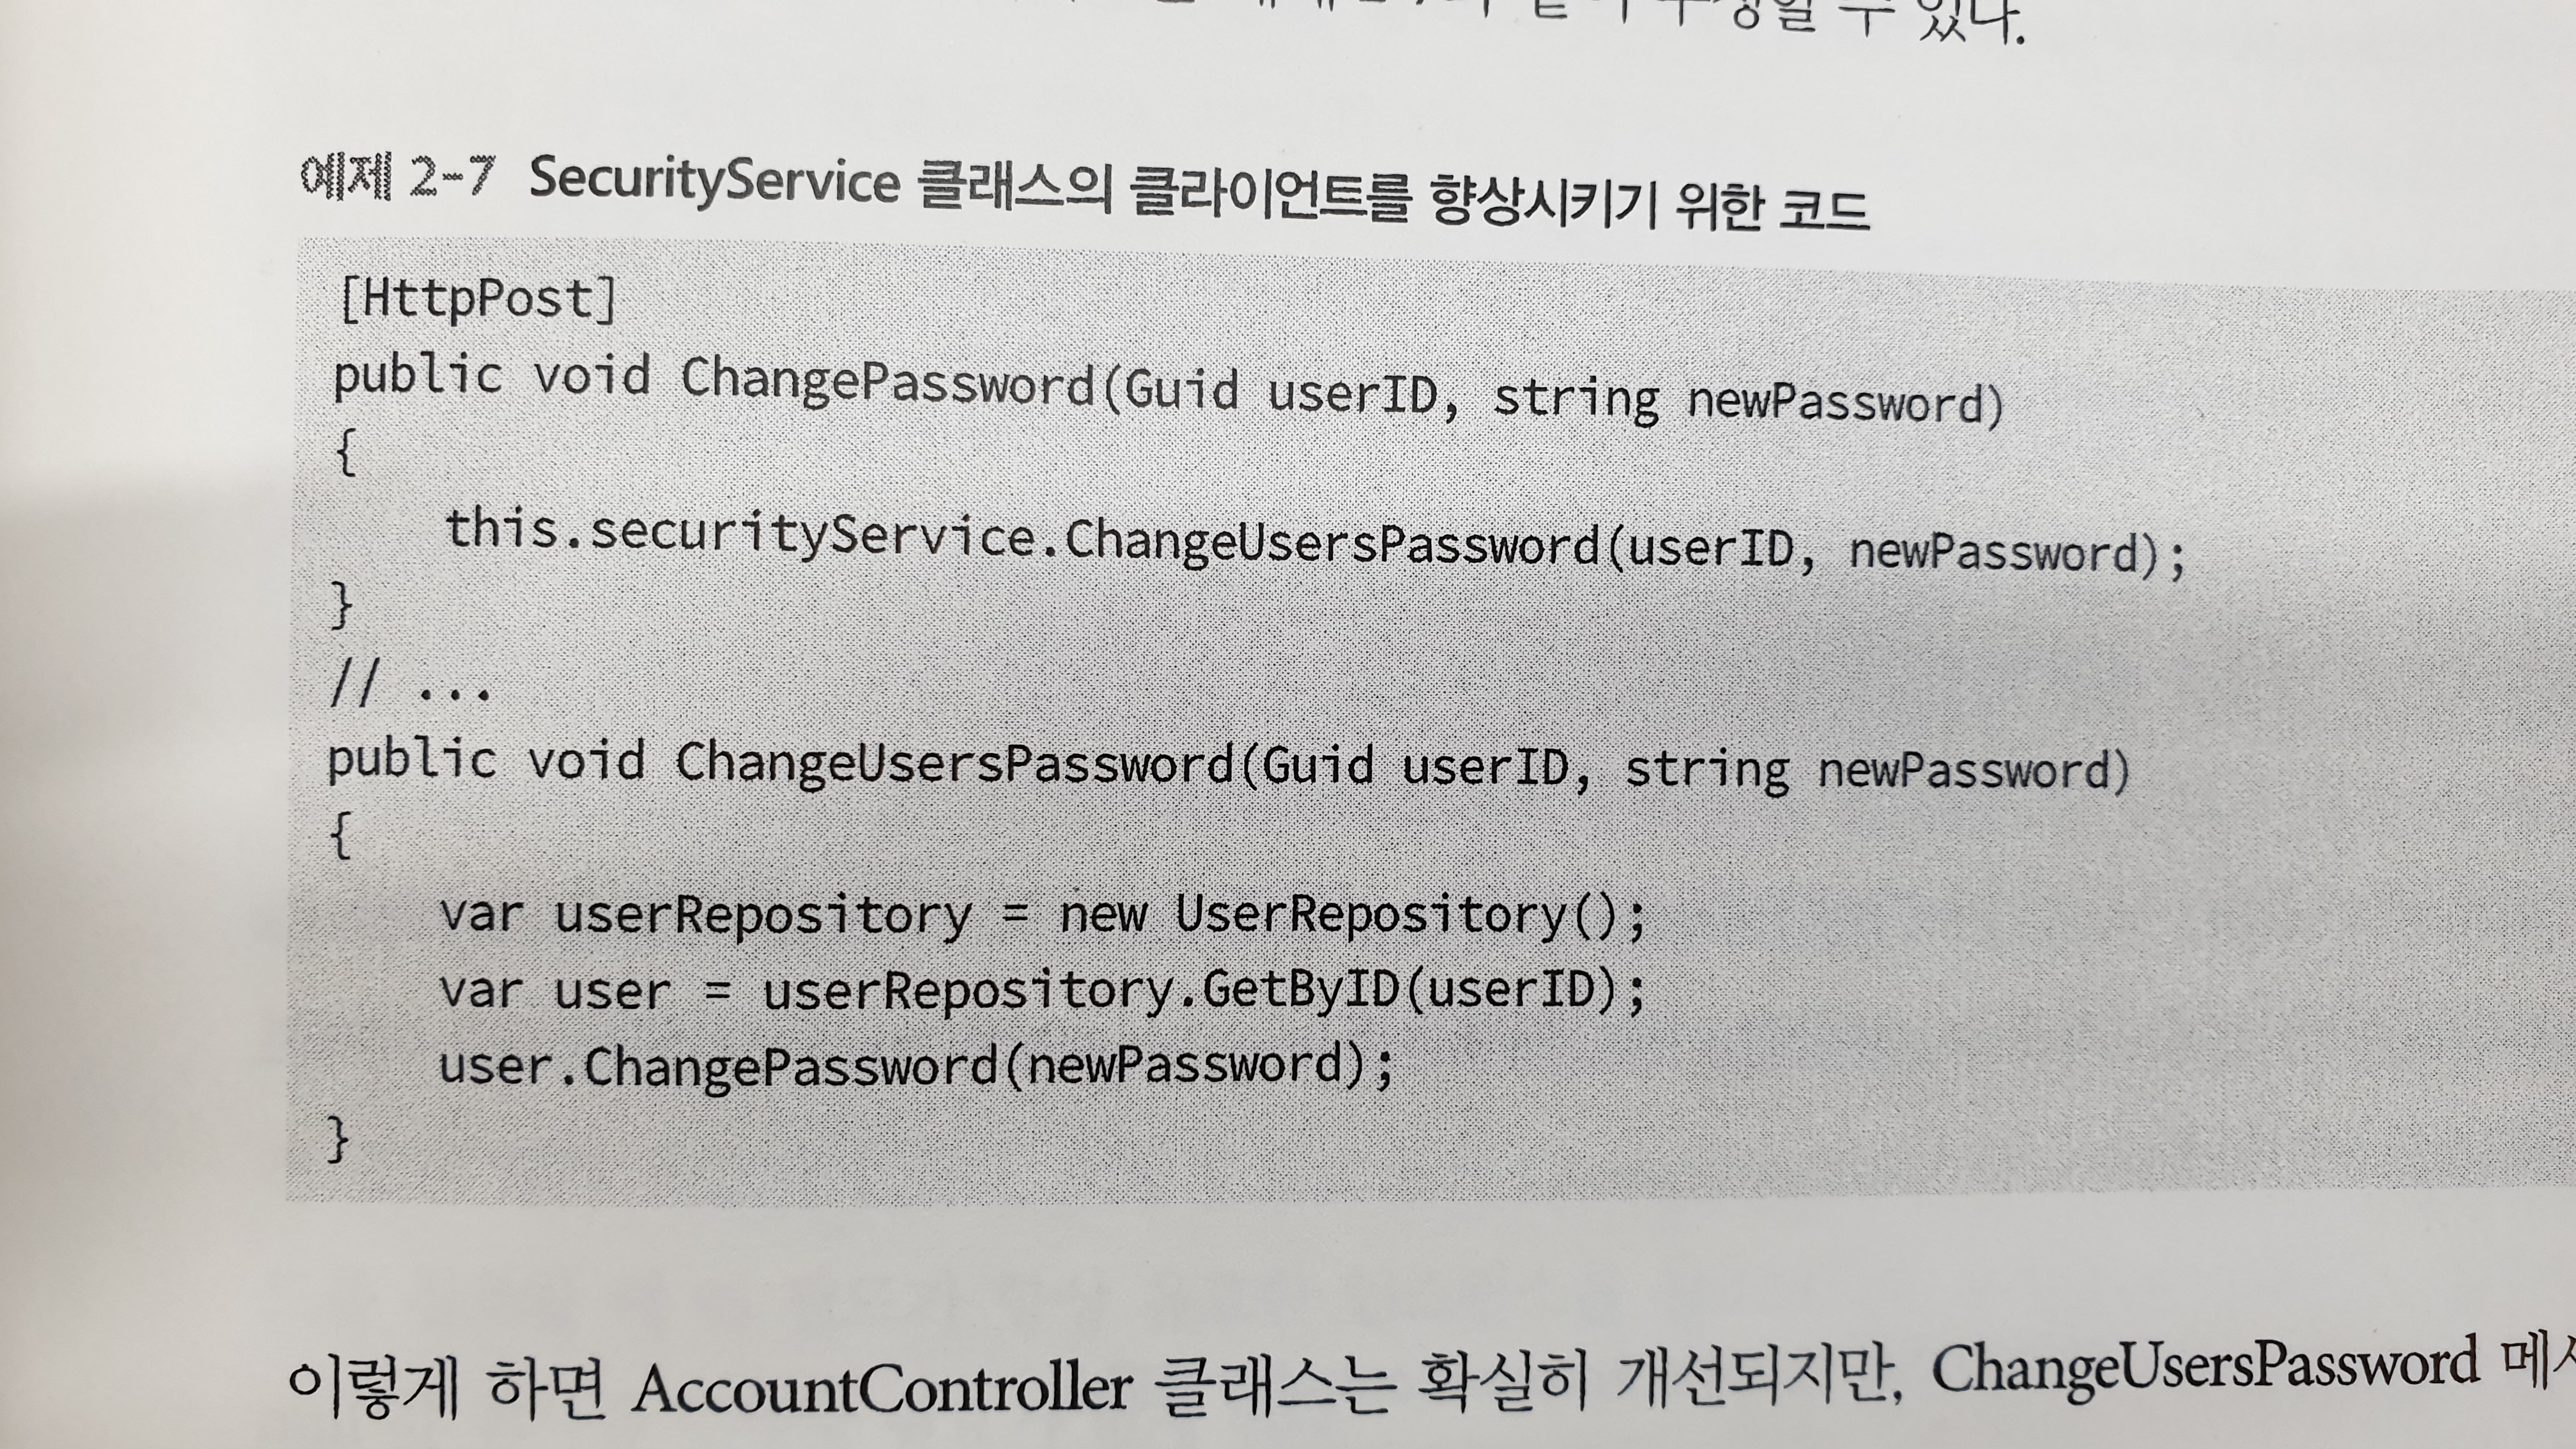 수 있다.
예제 2-7 SecurityService 클래스의 클라이언트를 향상시키기 위한 코드
[HttpPost]
public void ChangePassword(Guid userID, string newPassword)
{
this.securityService.ChangeUsersPassword(userID, newPassword);
}
// ...
public void ChangeUsersPassword(Guid userID, string newPassword)
{
var userRepository = new UserRepository();
var user = userRepository.GetByID(userID);
user.ChangePassword(newPassword);
}
이렇게 하면 AccountController 클래스는 확실히 개선되지만, ChangeUsersPassword